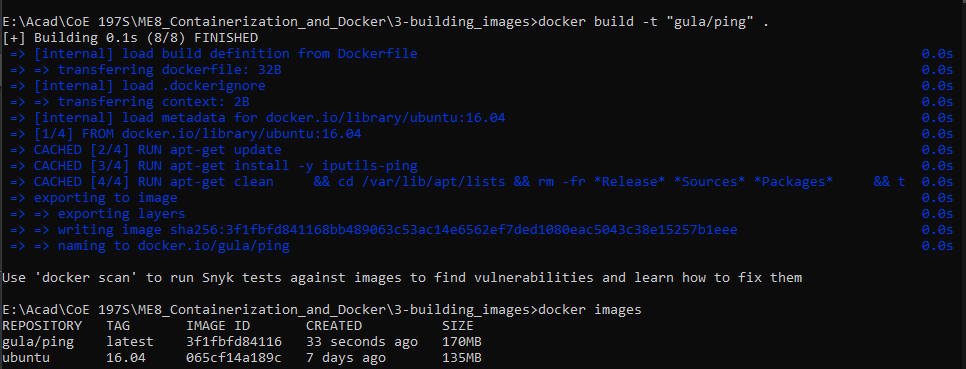 E:\Acad\CoE 197S\ME8_Containerization_and_Docker\3-building_images>docker build -t "gula/ping" .
[+] Building 0.1s (8/8) FINISHED
=> [internal] load build definition from Dockerfile 0.0s
=> => transferring dockerfile: 32B 0.0s
=> [internal] load .dockerignore 0.0s
=> => transferring context: 2B 0.0s
=> [internal] load metadata for docker.io/library/ubuntu:16.04 0.0s
=> [1/4] FROM docker.io/library/ubuntu:16.04 0.0s
=> CACHED [2/4] RUN apt-get update 0.0s
=> CACHED [3/4] RUN apt-get install -y iputils-ping 0.0s
=> CACHED [4/4] RUN apt-get clean     && cd /var/lib/apt/lists && rm -fr *Release* *Sources* *Packages*     && t 0.0s
=> exporting to image 0.0s
=> => exporting layers 0.0s
=> => writing image sha256:3f1fbfd841168bb489063c53ac14e6562ef7ded1080eac5043c38e15257b1eee 0.0s
=> => naming to docker.io/gula/ping 0.0s
Use 'docker scan' to run Snyk tests against images to find vulnerabilities and learn how to fix them
E:\Acad\CoE 197S\ME8_Containerization_and_Docker\3-building_images>docker images
REPOSITORY   TAG       IMAGE ID       CREATED          SIZE
gula/ping    latest    3f1fbfd84116   33 seconds ago   170MB
ubuntu       16.04     065cf14a189c   7 days ago       135MB